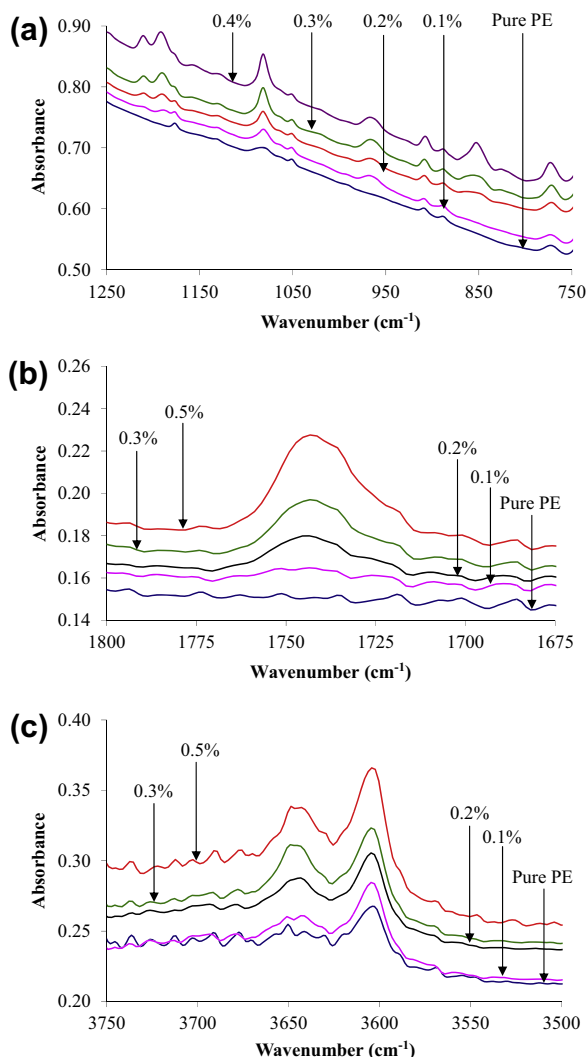 (a)
0.4% 0.3% 0.2% 0.1% Pure PE
0.90
0.80
0.70
0.60
0.50
Absorbance
1250 1150 1050 950 850 750
Wavenumber (cm-1)
(b)
0.3% 0.5% 0.2% 0.1% Pure PE
0.26
0.24
0.22
0.20
0.18
0.16
0.14
Absorbance
1800 1775 1750 1725 1700 1675
Wavenumber (cm-1)
(c)
0.3% 0.5% 0.2% 0.1% Pure PE
0.40
0.35
0.30
0.25
0.20
Absorbance
3750 3700 3650 3600 3550 3500
Wavenumber (cm-1)